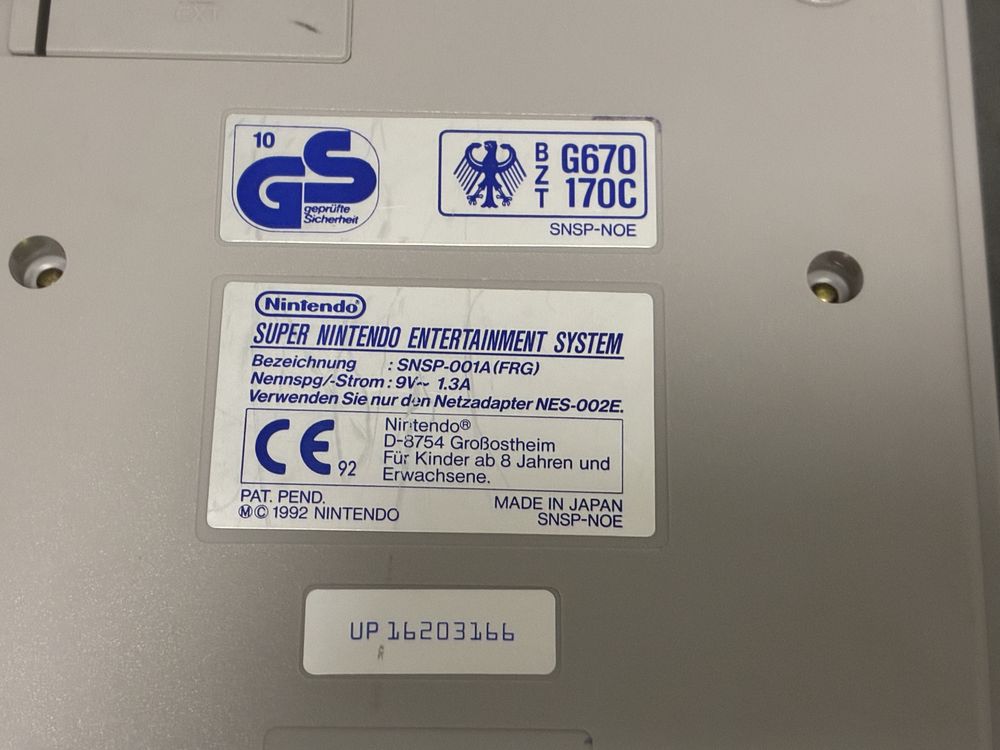 EXT
10
GS
geprüfte
Sicherheit
BZT
G670
170C
SNSP-NOE
Nintendo®
SUPER NINTENDO ENTERTAINMENT SYSTEM
Bezeichnung : SNSP-001A(FRG)
Nennspg/-Strom : 9V~ 1.3A
Verwenden Sie nur den Netzadapter NES-002E.
CE 92
Nintendo®
D-8754 Großostheim
Für Kinder ab 8 Jahren und
Erwachsene.
PAT. PEND.
Ⓜ© 1992 NINTENDO
MADE IN JAPAN
SNSP-NOE
UP 16203166
A